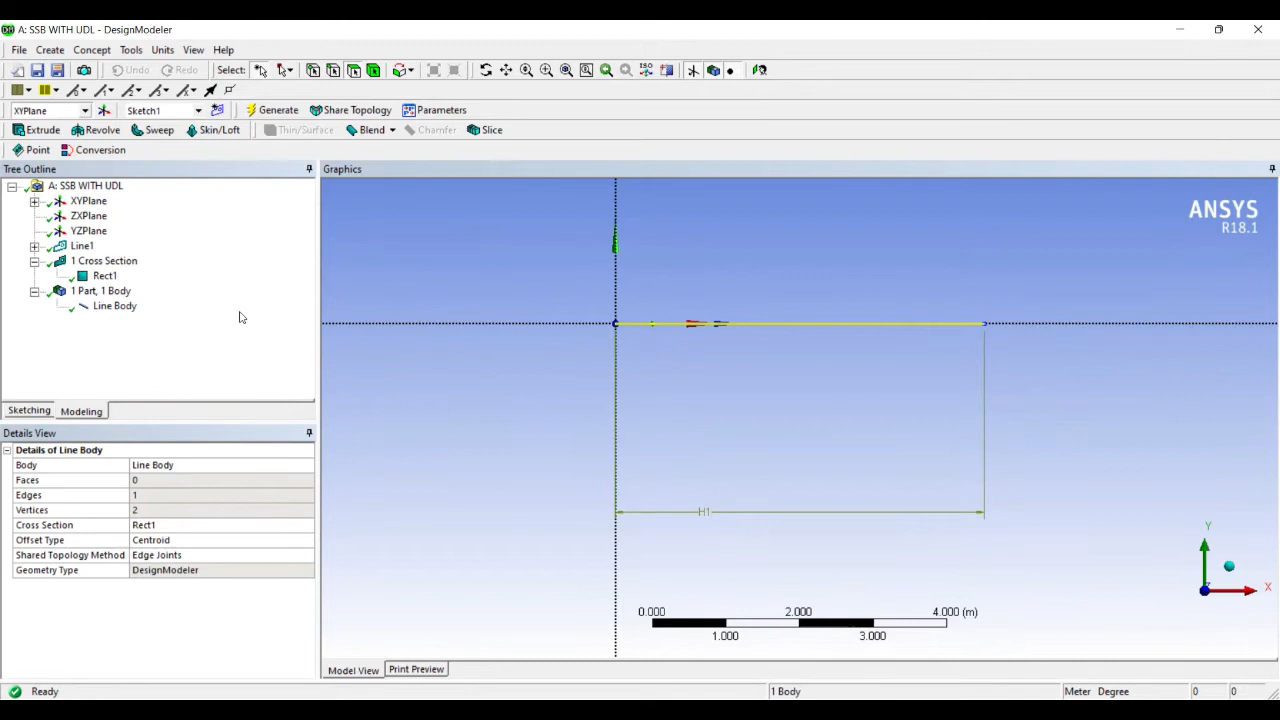 A: SSB WITH UDL - DesignModeler
File Create Concept Tools Units View Help
Undo Redo Select:
XYPlane Sketch1 Generate Share Topology Parameters
Extrude Revolve Sweep Skin/Loft Thin/Surface Blend Chamfer Slice
Point Conversion
Tree Outline
A: SSB WITH UDL
XYPlane
ZXPlane
YZPlane
Line1
1 Cross Section
Rect1
1 Part, 1 Body
Line Body
Sketching Modeling
Details View
Details of Line Body
Body Line Body
Faces 0
Edges 1
Vertices 2
Cross Section Rect1
Offset Type Centroid
Shared Topology Method Edge Joints
Geometry Type DesignModeler
Graphics
ANSYS
R18.1
H1
Y
X
Z
0.000 2.000 4.000 (m)
1.000 3.000
Model View Print Preview
Ready 1 Body Meter Degree 0 0